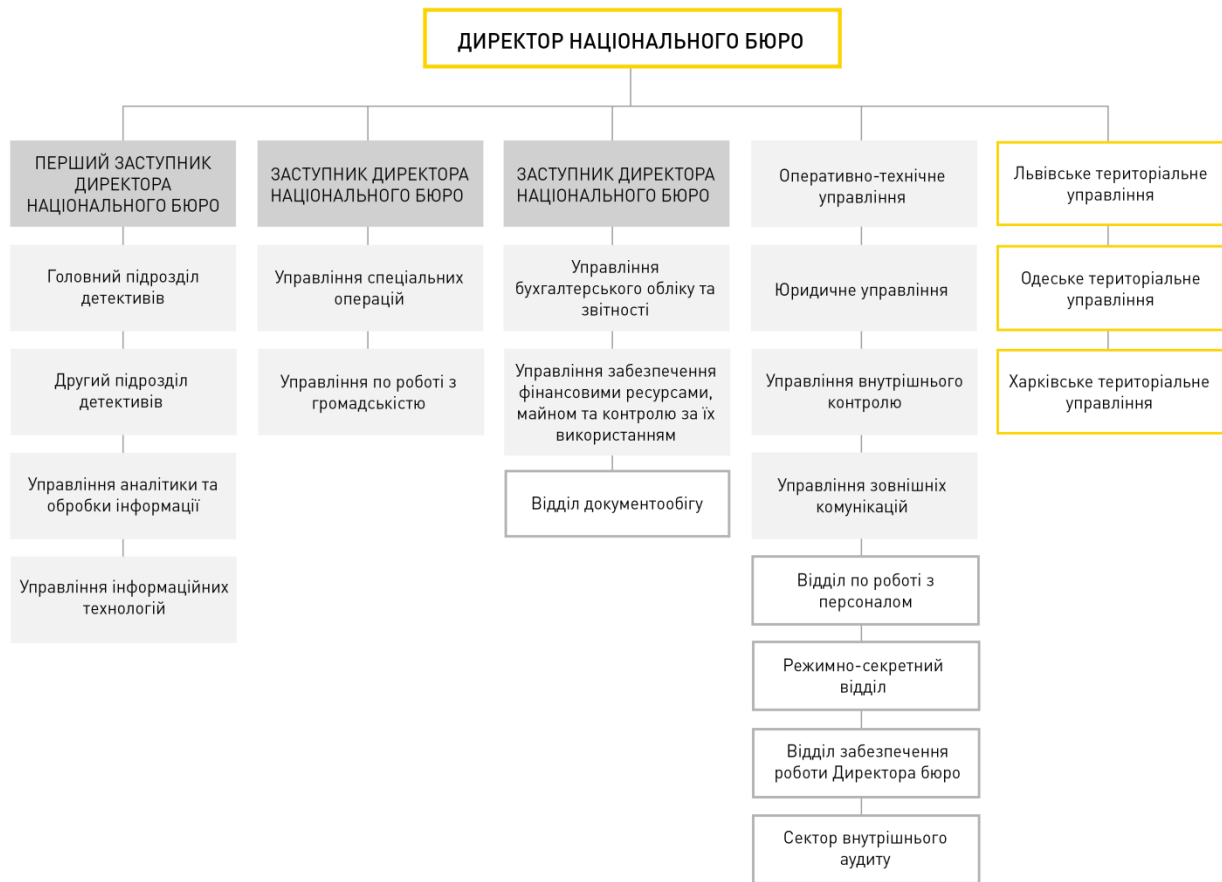 ДИРЕКТОР НАЦІОНАЛЬНОГО БЮРО
ПЕРШИЙ ЗАСТУПНИК
ДИРЕКТОРА
НАЦІОНАЛЬНОГО БЮРО
Головний підрозділ
детективів
Другий підрозділ
детективів
Управління аналітики та
обробки інформації
Управління інформаційних
технологій
ЗАСТУПНИК ДИРЕКТОРА
НАЦІОНАЛЬНОГО БЮРО
Управління спеціальних
операцій
Управління по роботі з
громадськістю
ЗАСТУПНИК ДИРЕКТОРА
НАЦІОНАЛЬНОГО БЮРО
Управління
бухгалтерського обліку та
звітності
Управління забезпечення
фінансовими ресурсами,
майном та контролю за їх
використанням
Відділ документообігу
Оперативно-технічне
управління
Юридичне управління
Управління внутрішнього
контролю
Управління зовнішніх
комунікацій
Відділ по роботі з
персоналом
Режимно-секретний
відділ
Відділ забезпечення
роботи Директора бюро
Сектор внутрішнього
аудиту
Львівське територіальне
управління
Одеське територіальне
управління
Харківське територіальне
управління